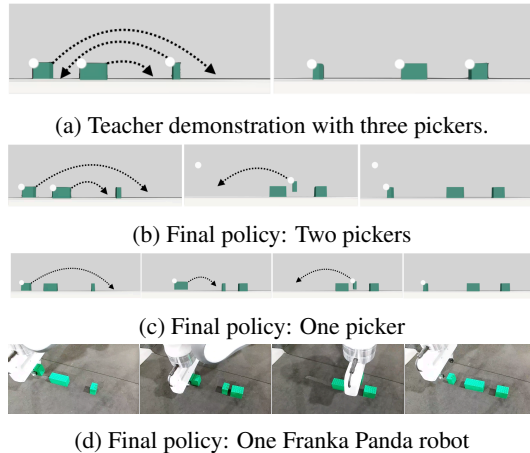 (a) Teacher demonstration with three pickers.
(b) Final policy: Two pickers
(c) Final policy: One picker
(d) Final policy: One Franka Panda robot